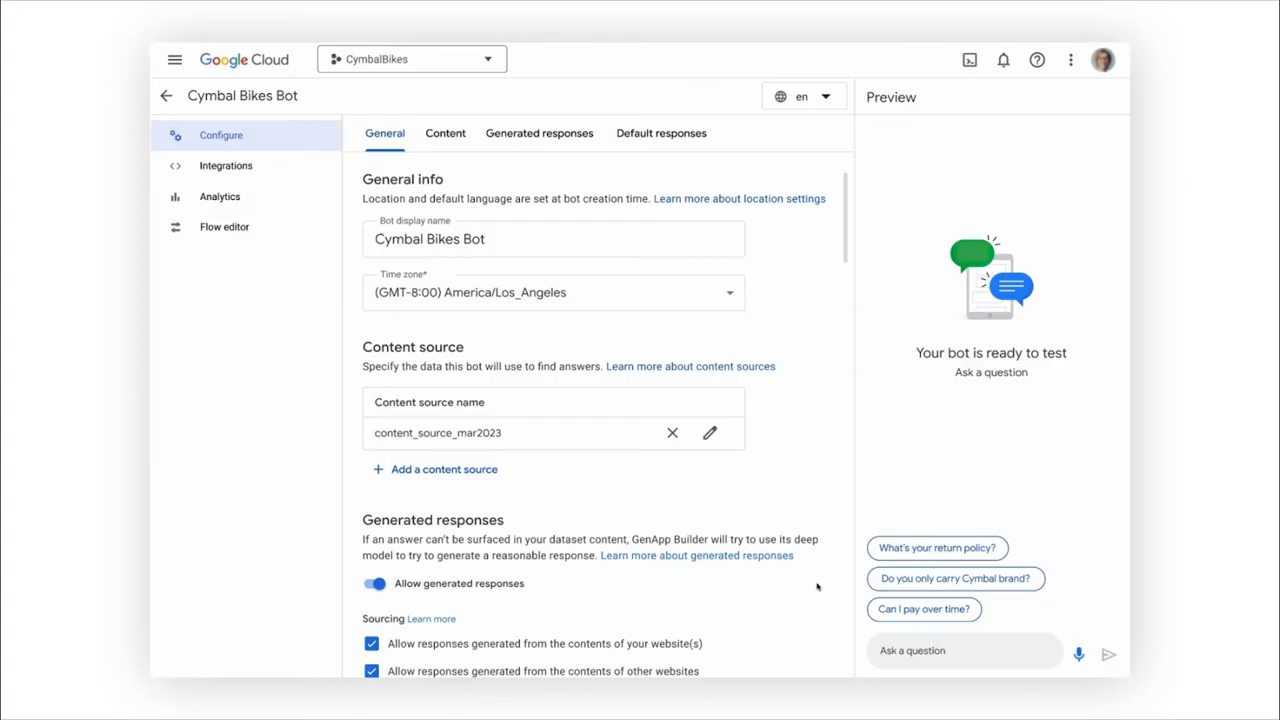 Google Cloud
CymbalBikes
Cymbal Bikes Bot
en
Preview
Configure
Integrations
Analytics
Flow editor
General
Content
Generated responses
Default responses
General info
Location and default language are set at bot creation time. Learn more about location settings
Bot display name
Cymbal Bikes Bot
Time zone*
(GMT-8:00) America/Los_Angeles
Content source
Specify the data this bot will use to find answers. Learn more about content sources
Content source name
content_source_mar2023
Add a content source
Generated responses
If an answer can't be surfaced in your dataset content, GenApp Builder will try to use its deep
model to try to generate a reasonable response. Learn more about generated responses
Allow generated responses
Sourcing Learn more
Allow responses generated from the contents of your website(s)
Allow responses generated from the contents of other websites
Your bot is ready to test
Ask a question
What's your return policy?
Do you only carry Cymbal brand?
Can I pay over time?
Ask a question